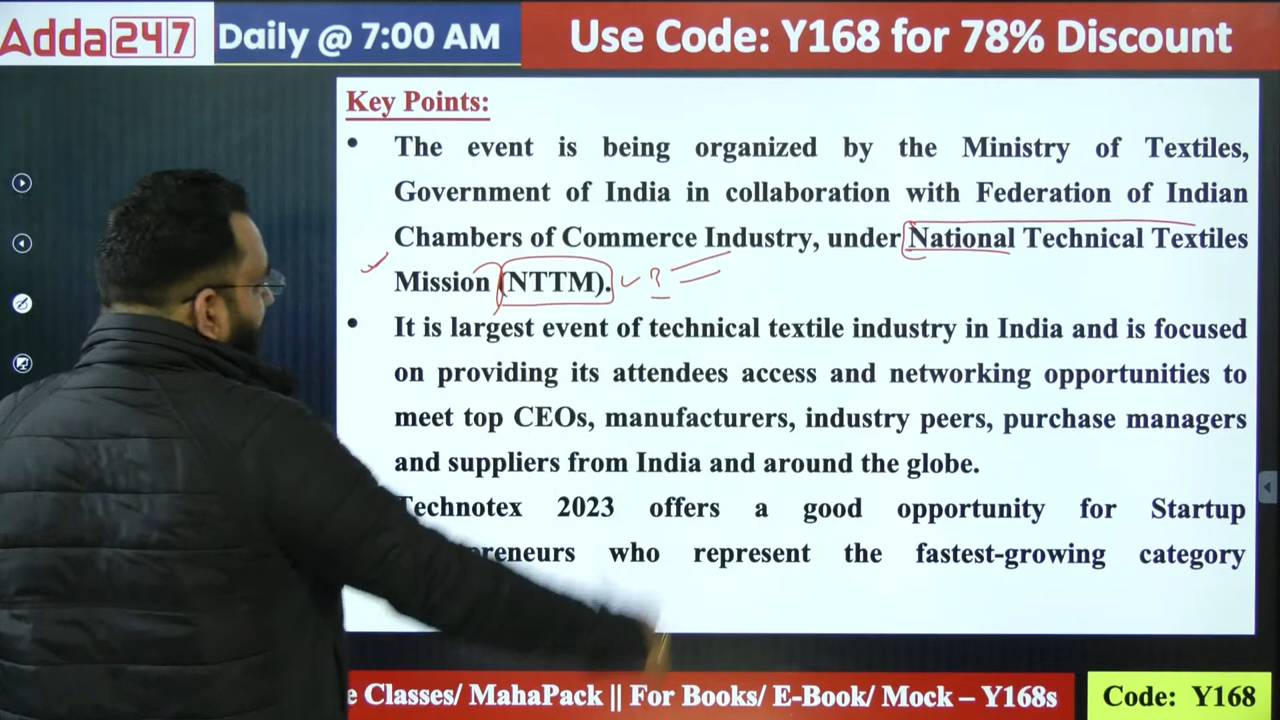 Adda247 Daily @ 7:00 AM Use Code: Y168 for 78% Discount
Key Points:
• The event is being organized by the Ministry of Textiles,
Government of India in collaboration with Federation of Indian
Chambers of Commerce Industry, under National Technical Textiles
Mission (NTTM). ?
• It is largest event of technical textile industry in India and is focused
on providing its attendees access and networking opportunities to
meet top CEOs, manufacturers, industry peers, purchase managers
and suppliers from India and around the globe.
Technotex 2023 offers a good opportunity for Startup
preneurs who represent the fastest-growing category
e Classes/ MahaPack || For Books/ E-Book/ Mock – Y168s Code: Y168